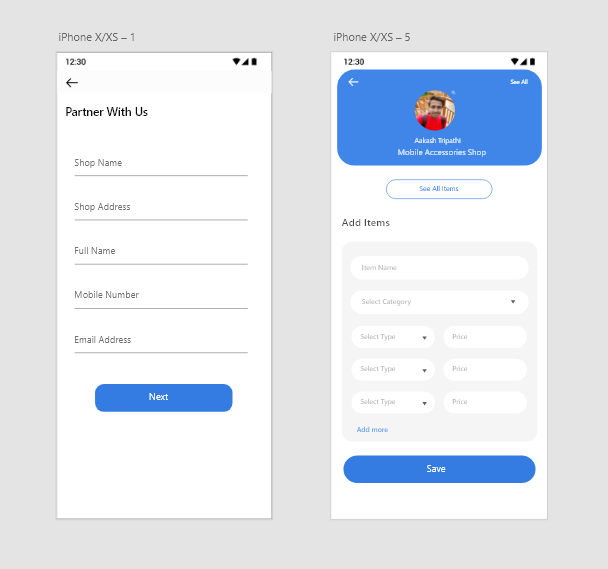 iPhone X/XS – 1
12:30
Partner With Us
Shop Name
Shop Address
Full Name
Mobile Number
Email Address
Next
iPhone X/XS – 5
12:30
See All
Aakash Tripathi
Mobile Accessories Shop
See All Items
Add Items
Item Name
Select Category
Select Type Price
Select Type Price
Select Type Price
Add more
Save